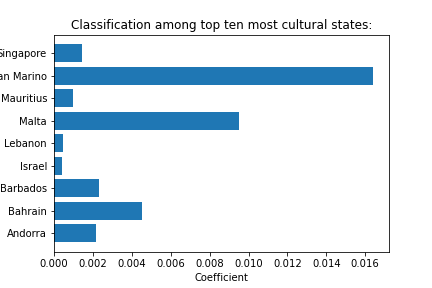 Classification among top ten most cultural states:
Singapore
an Marino
Mauritius
Malta
Lebanon
Israel
Barbados
Bahrain
Andorra
0.000 0.002 0.004 0.006 0.008 0.010 0.012 0.014 0.016
Coefficient